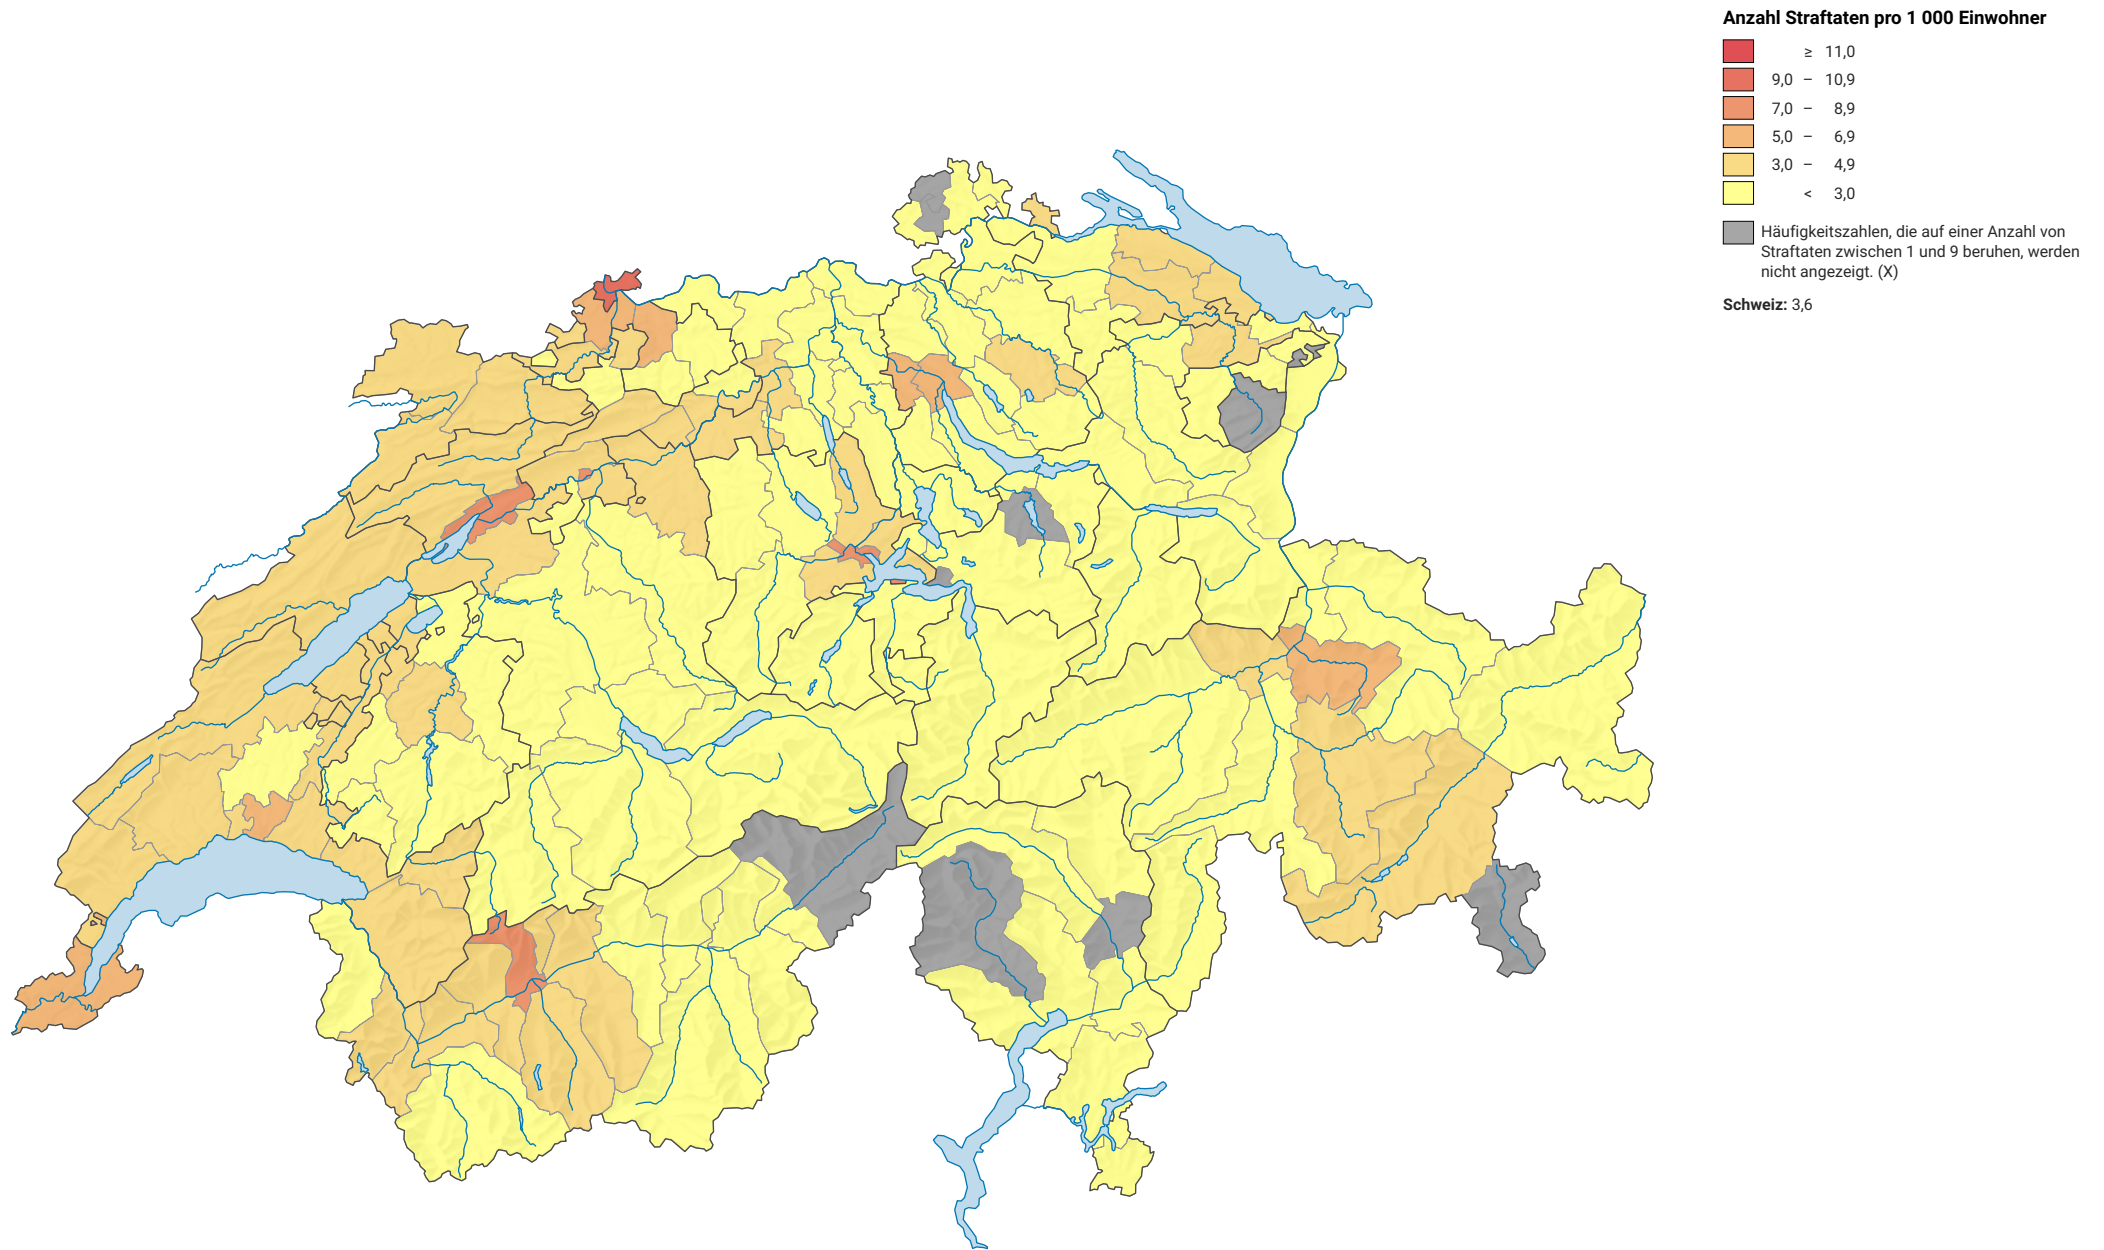 Anzahl Straftaten pro 1 000 Einwohner
≥ 11,0
9,0 – 10,9
7,0 – 8,9
5,0 – 6,9
3,0 – 4,9
< 3,0
Häufigkeitszahlen, die auf einer Anzahl von
Straftaten zwischen 1 und 9 beruhen, werden
nicht angezeigt. (X)
Schweiz: 3,6